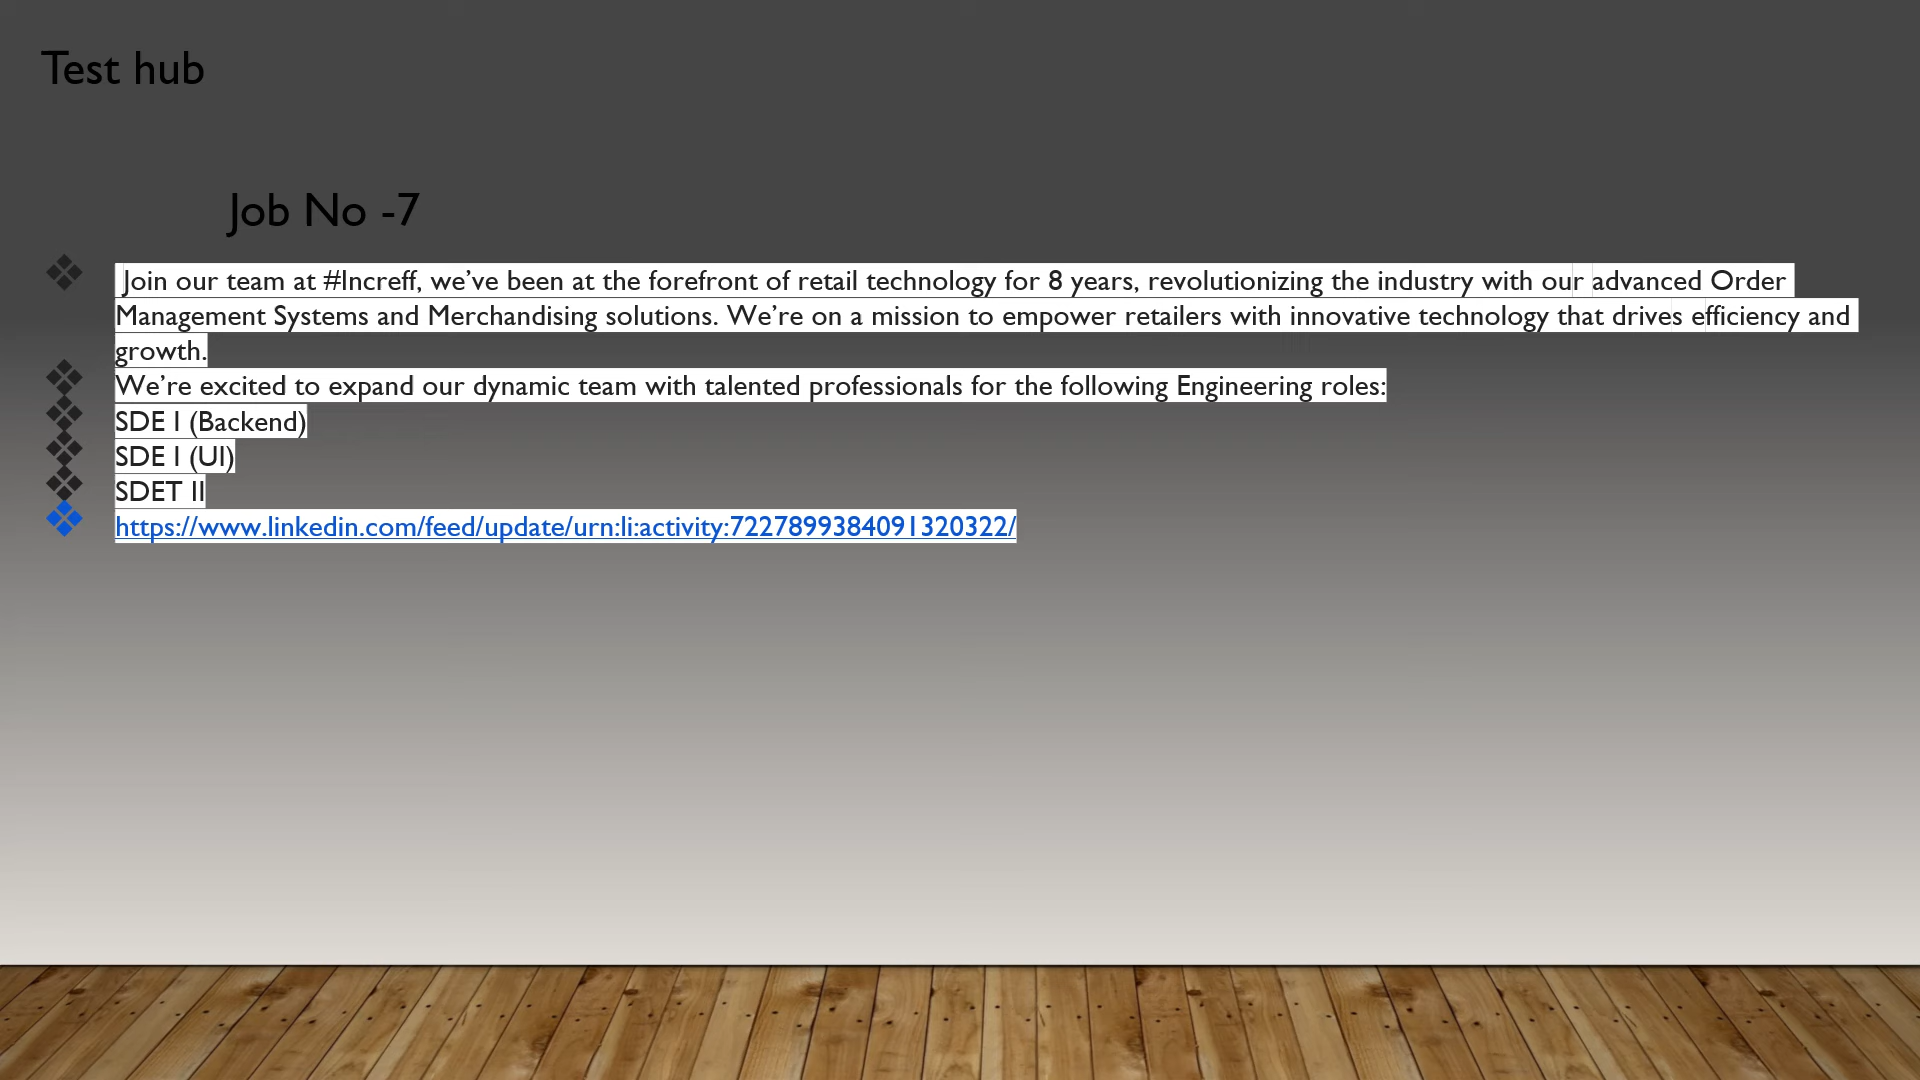 Test hub
Job No -7
Join our team at #Increff, we’ve been at the forefront of retail technology for 8 years, revolutionizing the industry with our advanced Order
Management Systems and Merchandising solutions. We’re on a mission to empower retailers with innovative technology that drives efficiency and
growth.
We’re excited to expand our dynamic team with talented professionals for the following Engineering roles:
SDE I (Backend)
SDE I (UI)
SDET II
https://www.linkedin.com/feed/update/urn:li:activity:7227899384091320322/